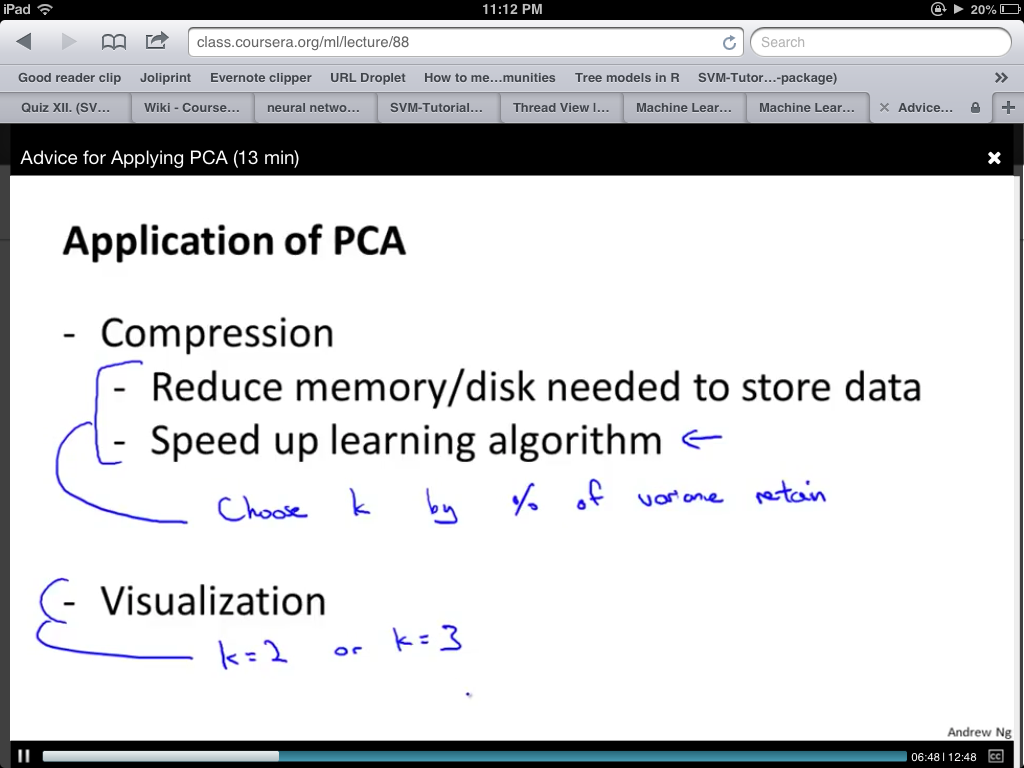 iPad 11:12 PM 20%
class.coursera.org/ml/lecture/88 Search
Good reader clip Joliprint Evernote clipper URL Droplet How to me...munities Tree models in R SVM-Tutor...-package)
Quiz XII. (SV... Wiki - Course... neural netwo... SVM-Tutorial... Thread View |... Machine Lear... Machine Lear... Advice...
Advice for Applying PCA (13 min)
Application of PCA
- Compression
- Reduce memory/disk needed to store data
- Speed up learning algorithm ←
Choose k by % of variance retain
- Visualization
k=2 or k=3
Andrew Ng
06:48 | 12:48 CC